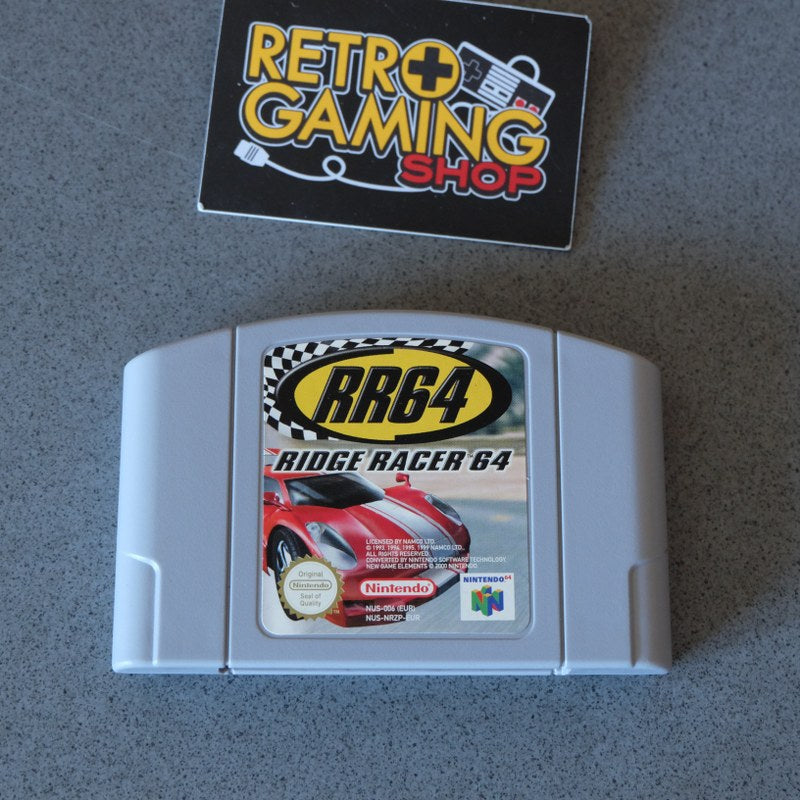 RETRO
GAMING
SHOP
RR64
RIDGE RACER 64
LICENSED BY NAMCO LTD.
© 1993, 1994, 1995, 1999 NAMCO LTD.,
ALL RIGHTS RESERVED.
CONVERTED BY NINTENDO SOFTWARE TECHNOLOGY.
NEW GAME ELEMENTS © 2000 NINTENDO
Original
Nintendo
Seal of
Quality
Nintendo
NINTENDO 64
NUS-006 (EUR)
NUS-NRZP-EUR